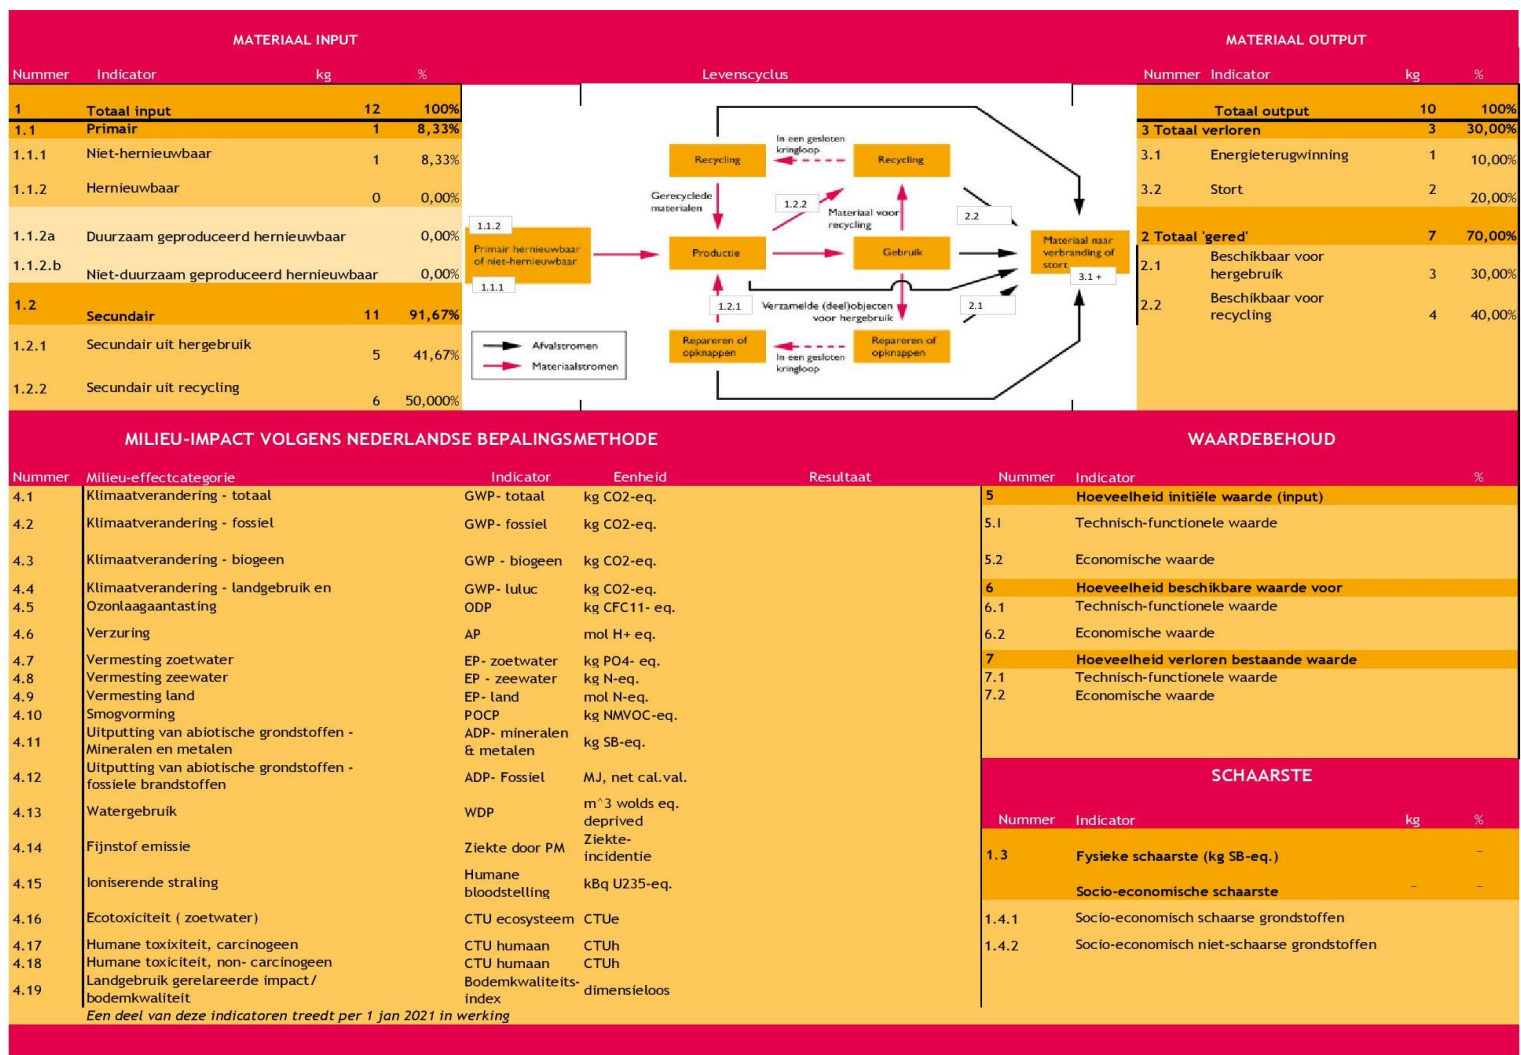 MATERIAAL INPUT
MATERIAAL OUTPUT
Nummer Indicator kg %
Levenscyclus
Nummer Indicator kg %
1 Totaal input 12 100%
1.1 Primair 1 8,33%
1.1.1 Niet-hernieuwbaar 1 8,33%
1.1.2 Hernieuwbaar 0 0,00%
1.1.2a Duurzaam geproduceerd hernieuwbaar 0,00%
1.1.2.b Niet-duurzaam geproduceerd hernieuwbaar 0,00%
1.2 Secundair 11 91,67%
1.2.1 Secundair uit hergebruik 5 41,67%
1.2.2 Secundair uit recycling 6 50,000%
In een gesloten
kringloop
Recycling
Recycling
Gerecyclede
materialen
1.2.2
Materiaal voor
recycling
2.2
1.1.2
Primair hernieuwbaar
of niet-hernieuwbaar
1.1.1
Productie
Gebruik
Materiaal naar
verbranding of
stort
3.1 +
1.2.1
Verzamelde (deel)objecten
voor hergebruik
2.1
Afvalstromen
Materiaalstromen
Repareren of
opknappen
In een gesloten
kringloop
Repareren of
opknappen
Totaal output 10 100%
3 Totaal verloren 3 30,00%
3.1 Energieterugwinning 1 10,00%
3.2 Stort 2 20,00%
2 Totaal 'gered' 7 70,00%
2.1 Beschikbaar voor
hergebruik 3 30,00%
2.2 Beschikbaar voor
recycling 4 40,00%
MILIEU-IMPACT VOLGENS NEDERLANDSE BEPALINGSMETHODE
Nummer Milieu-effectcategorie Indicator Eenheid Resultaat
4.1 Klimaatverandering - totaal GWP- totaal kg CO2-eq.
4.2 Klimaatverandering - fossiel GWP- fossiel kg CO2-eq.
4.3 Klimaatverandering - biogeen GWP - biogeen kg CO2-eq.
4.4 Klimaatverandering - landgebruik en GWP- luluc kg CO2-eq.
4.5 Ozonlaagaantasting ODP kg CFC11- eq.
4.6 Verzuring AP mol H+ eq.
4.7 Vermesting zoetwater EP- zoetwater kg PO4- eq.
4.8 Vermesting zeewater EP - zeewater kg N-eq.
4.9 Vermesting land EP- land mol N-eq.
4.10 Smogvorming POCP kg NMVOC-eq.
4.11 Uitputting van abiotische grondstoffen -
Mineralen en metalen ADP- mineralen
& metalen kg SB-eq.
4.12 Uitputting van abiotische grondstoffen -
fossiele brandstoffen ADP- Fossiel MJ, net cal.val.
4.13 Watergebruik WDP m^3 wolds eq.
deprived
4.14 Fijnstof emissie Ziekte door PM Ziekte-
incidentie
4.15 Ioniserende straling Humane
bloodstelling kBq U235-eq.
4.16 Ecotoxiciteit ( zoetwater) CTU ecosysteem CTUe
4.17 Humane toxixiteit, carcinogeen CTU humaan CTUh
4.18 Humane toxiciteit, non- carcinogeen CTU humaan CTUh
4.19 Landgebruik gerelareerde impact/
bodemkwaliteit Bodemkwaliteits-
index dimensieloos
Een deel van deze indicatoren treedt per 1 jan 2021 in werking
WAARDEBEHOUD
Nummer Indicator %
5 Hoeveelheid initiële waarde (input)
5.I Technisch-functionele waarde
5.2 Economische waarde
6 Hoeveelheid beschikbare waarde voor
6.1 Technisch-functionele waarde
6.2 Economische waarde
7 Hoeveelheid verloren bestaande waarde
7.1 Technisch-functionele waarde
7.2 Economische waarde
SCHAARSTE
Nummer Indicator kg %
1.3 Fysieke schaarste (kg SB-eq.) –
Socio-economische schaarste – –
1.4.1 Socio-economisch schaarse grondstoffen
1.4.2 Socio-economisch niet-schaarse grondstoffen